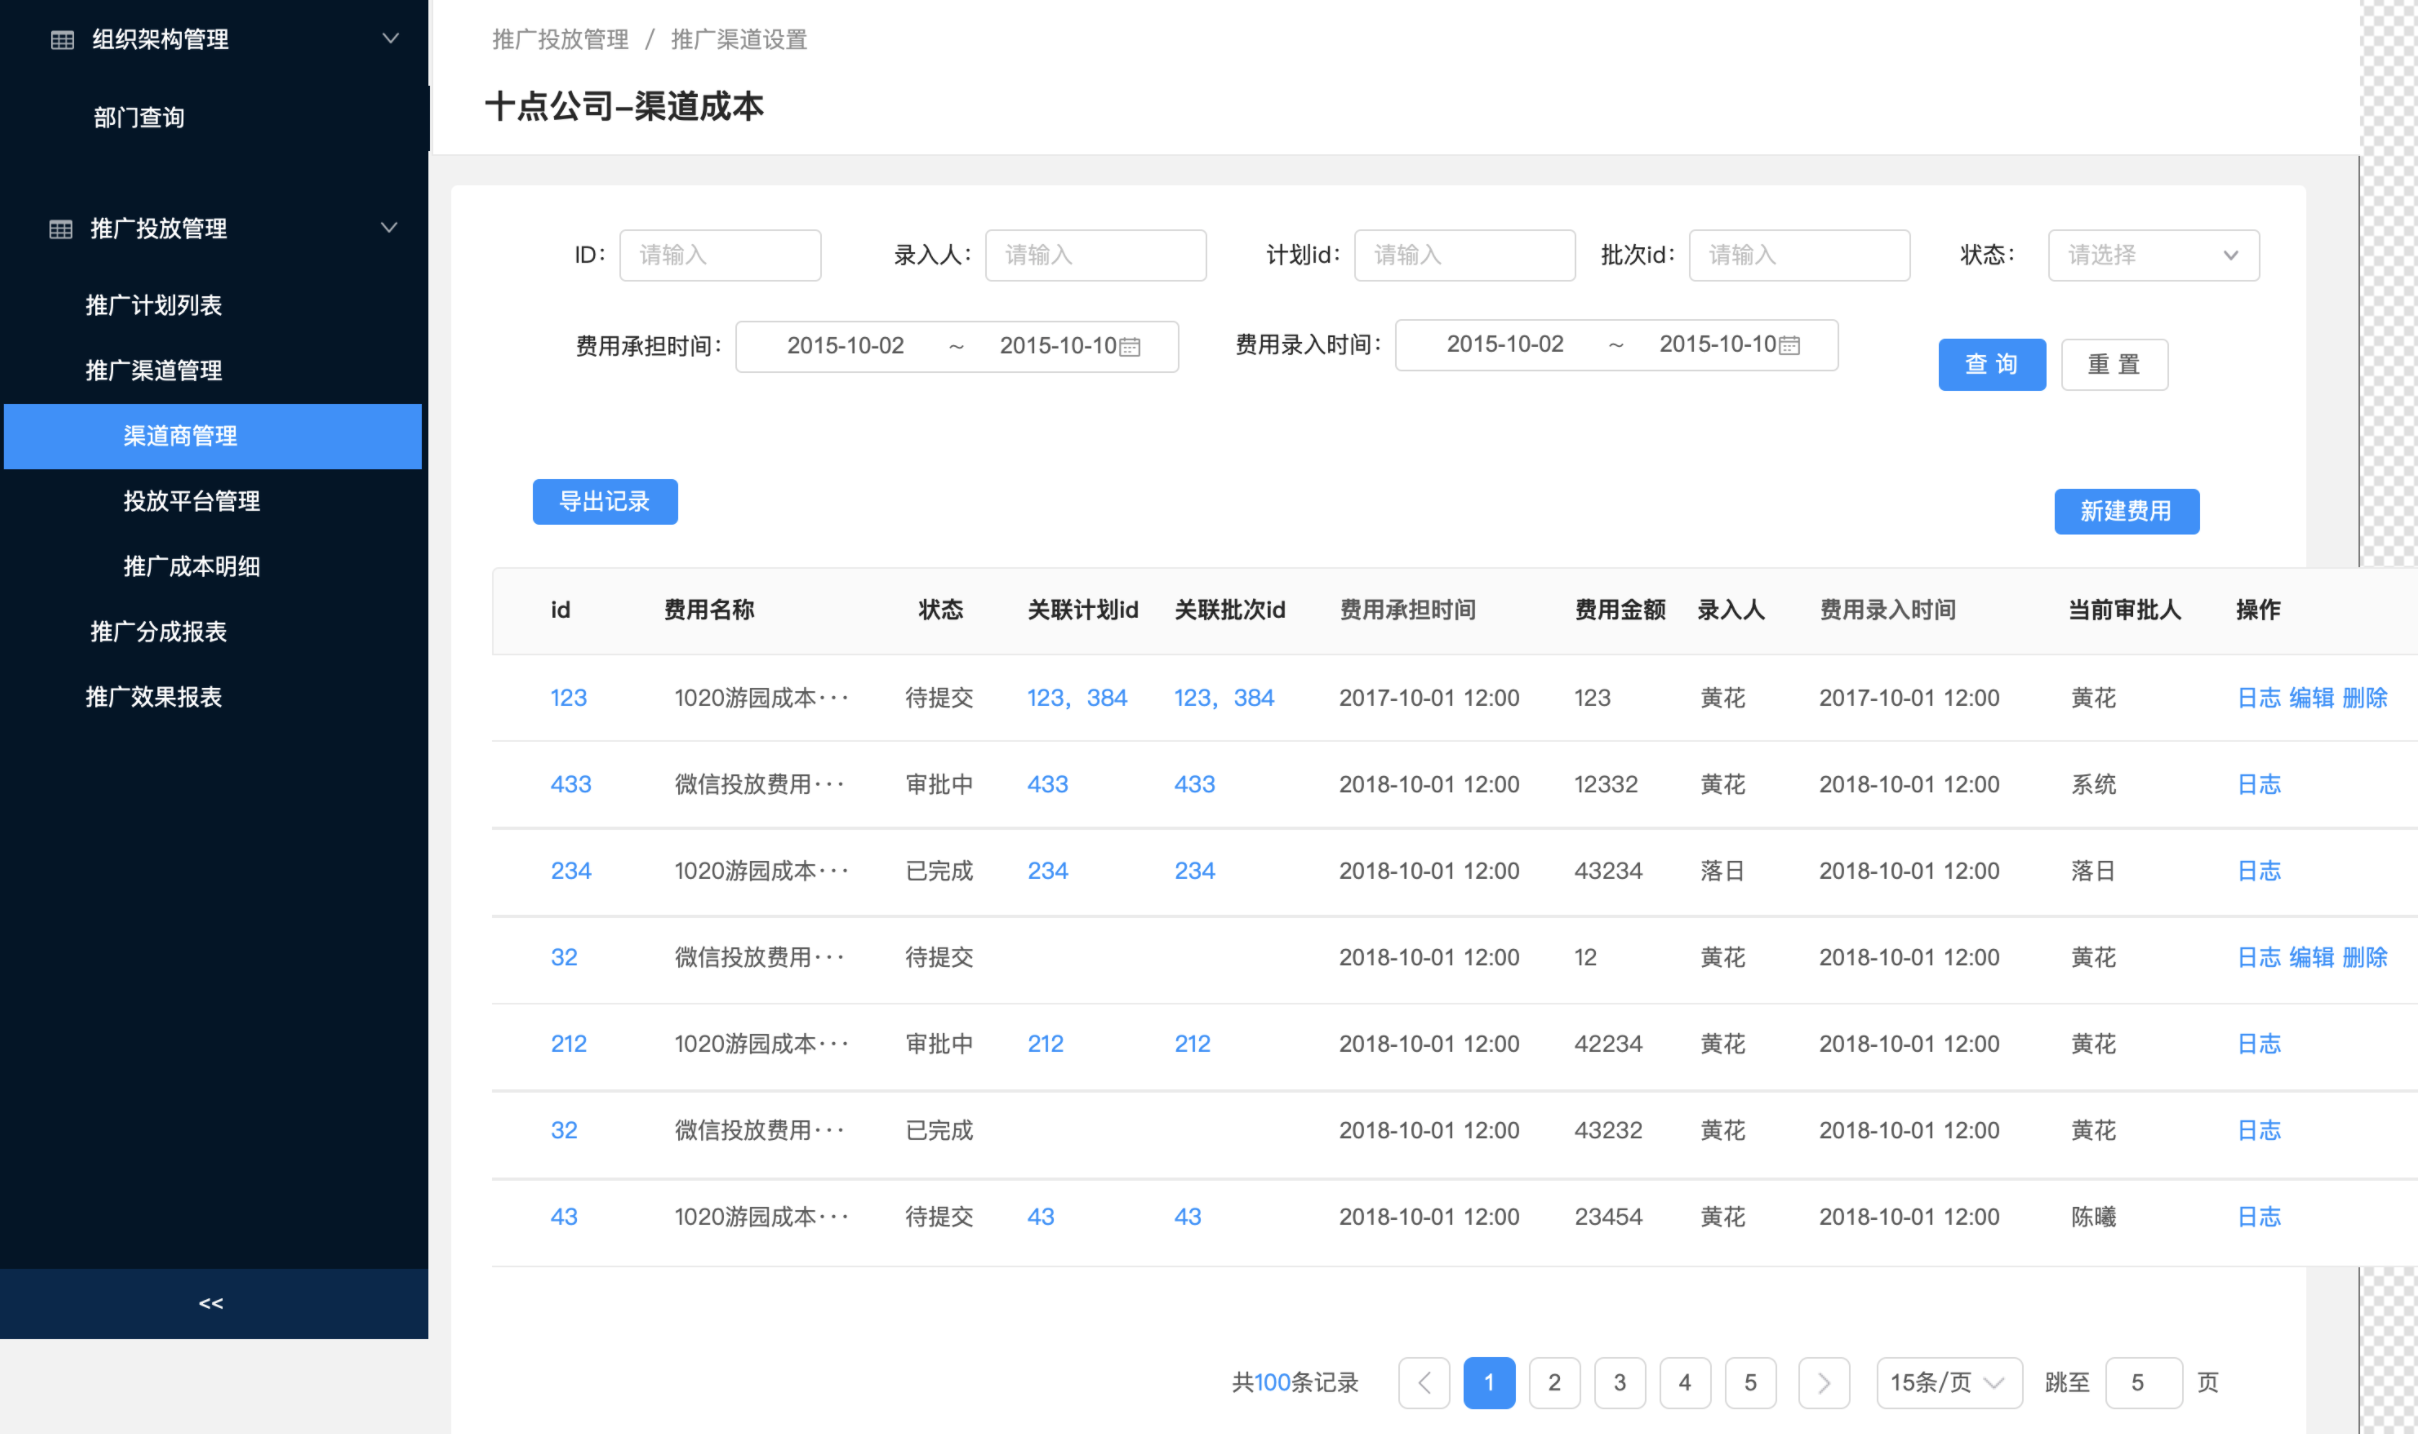 组织架构管理
部门查询
推广投放管理
推广计划列表
推广渠道管理
渠道商管理
投放平台管理
推广成本明细
推广分成报表
推广效果报表
<<
推广投放管理 / 推广渠道设置
十点公司–渠道成本
ID： 请输入 录入人： 请输入 计划id： 请输入 批次id： 请输入 状态： 请选择
费用承担时间： 2015-10-02 ~ 2015-10-10 费用录入时间： 2015-10-02 ~ 2015-10-10 查 询 重 置
导出记录 新建费用
id 费用名称 状态 关联计划id 关联批次id 费用承担时间 费用金额 录入人 费用录入时间 当前审批人 操作
123 1020游园成本··· 待提交 123，384 123，384 2017-10-01 12:00 123 黄花 2017-10-01 12:00 黄花 日志 编辑 删除
433 微信投放费用··· 审批中 433 433 2018-10-01 12:00 12332 黄花 2018-10-01 12:00 系统 日志
234 1020游园成本··· 已完成 234 234 2018-10-01 12:00 43234 落日 2018-10-01 12:00 落日 日志
32 微信投放费用··· 待提交 2018-10-01 12:00 12 黄花 2018-10-01 12:00 黄花 日志 编辑 删除
212 1020游园成本··· 审批中 212 212 2018-10-01 12:00 42234 黄花 2018-10-01 12:00 黄花 日志
32 微信投放费用··· 已完成 2018-10-01 12:00 43232 黄花 2018-10-01 12:00 黄花 日志
43 1020游园成本··· 待提交 43 43 2018-10-01 12:00 23454 黄花 2018-10-01 12:00 陈曦 日志
共100条记录 1 2 3 4 5 15条/页 跳至 5 页